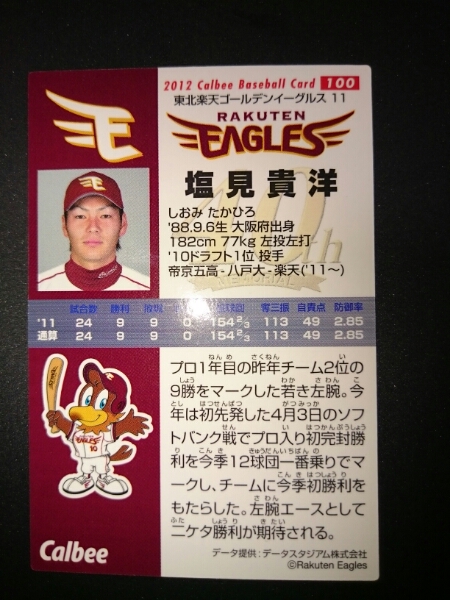 2012 Calbee Baseball Card 100
東北楽天ゴールデンイーグルス 11
RAKUTEN
EAGLES
塩見貴洋
しおみ たかひろ
'88.9.6生 大阪府出身
182cm 77kg 左投左打
'10ドラフト1位 投手
帝京五高-八戸大-楽天('11〜)
試合数 勝利 敗北 奪三振 自責点 防御率
'11 24 9 9 0 154 2/3 113 49 2.85
通算 24 9 9 0 154 2/3 113 49 2.85
プロ1年目の昨年チーム2位の
9勝をマークした若き左腕。今
年は初先発した4月3日のソフ
トバンク戦でプロ入り初完封勝
利を今季12球団一番乗りでマ
ークし、チームに今季初勝利を
もたらした。左腕エースとして
二ケタ勝利が期待される。
データ提供:データスタジアム株式会社
©Rakuten Eagles
EAGLES
10
Calbee